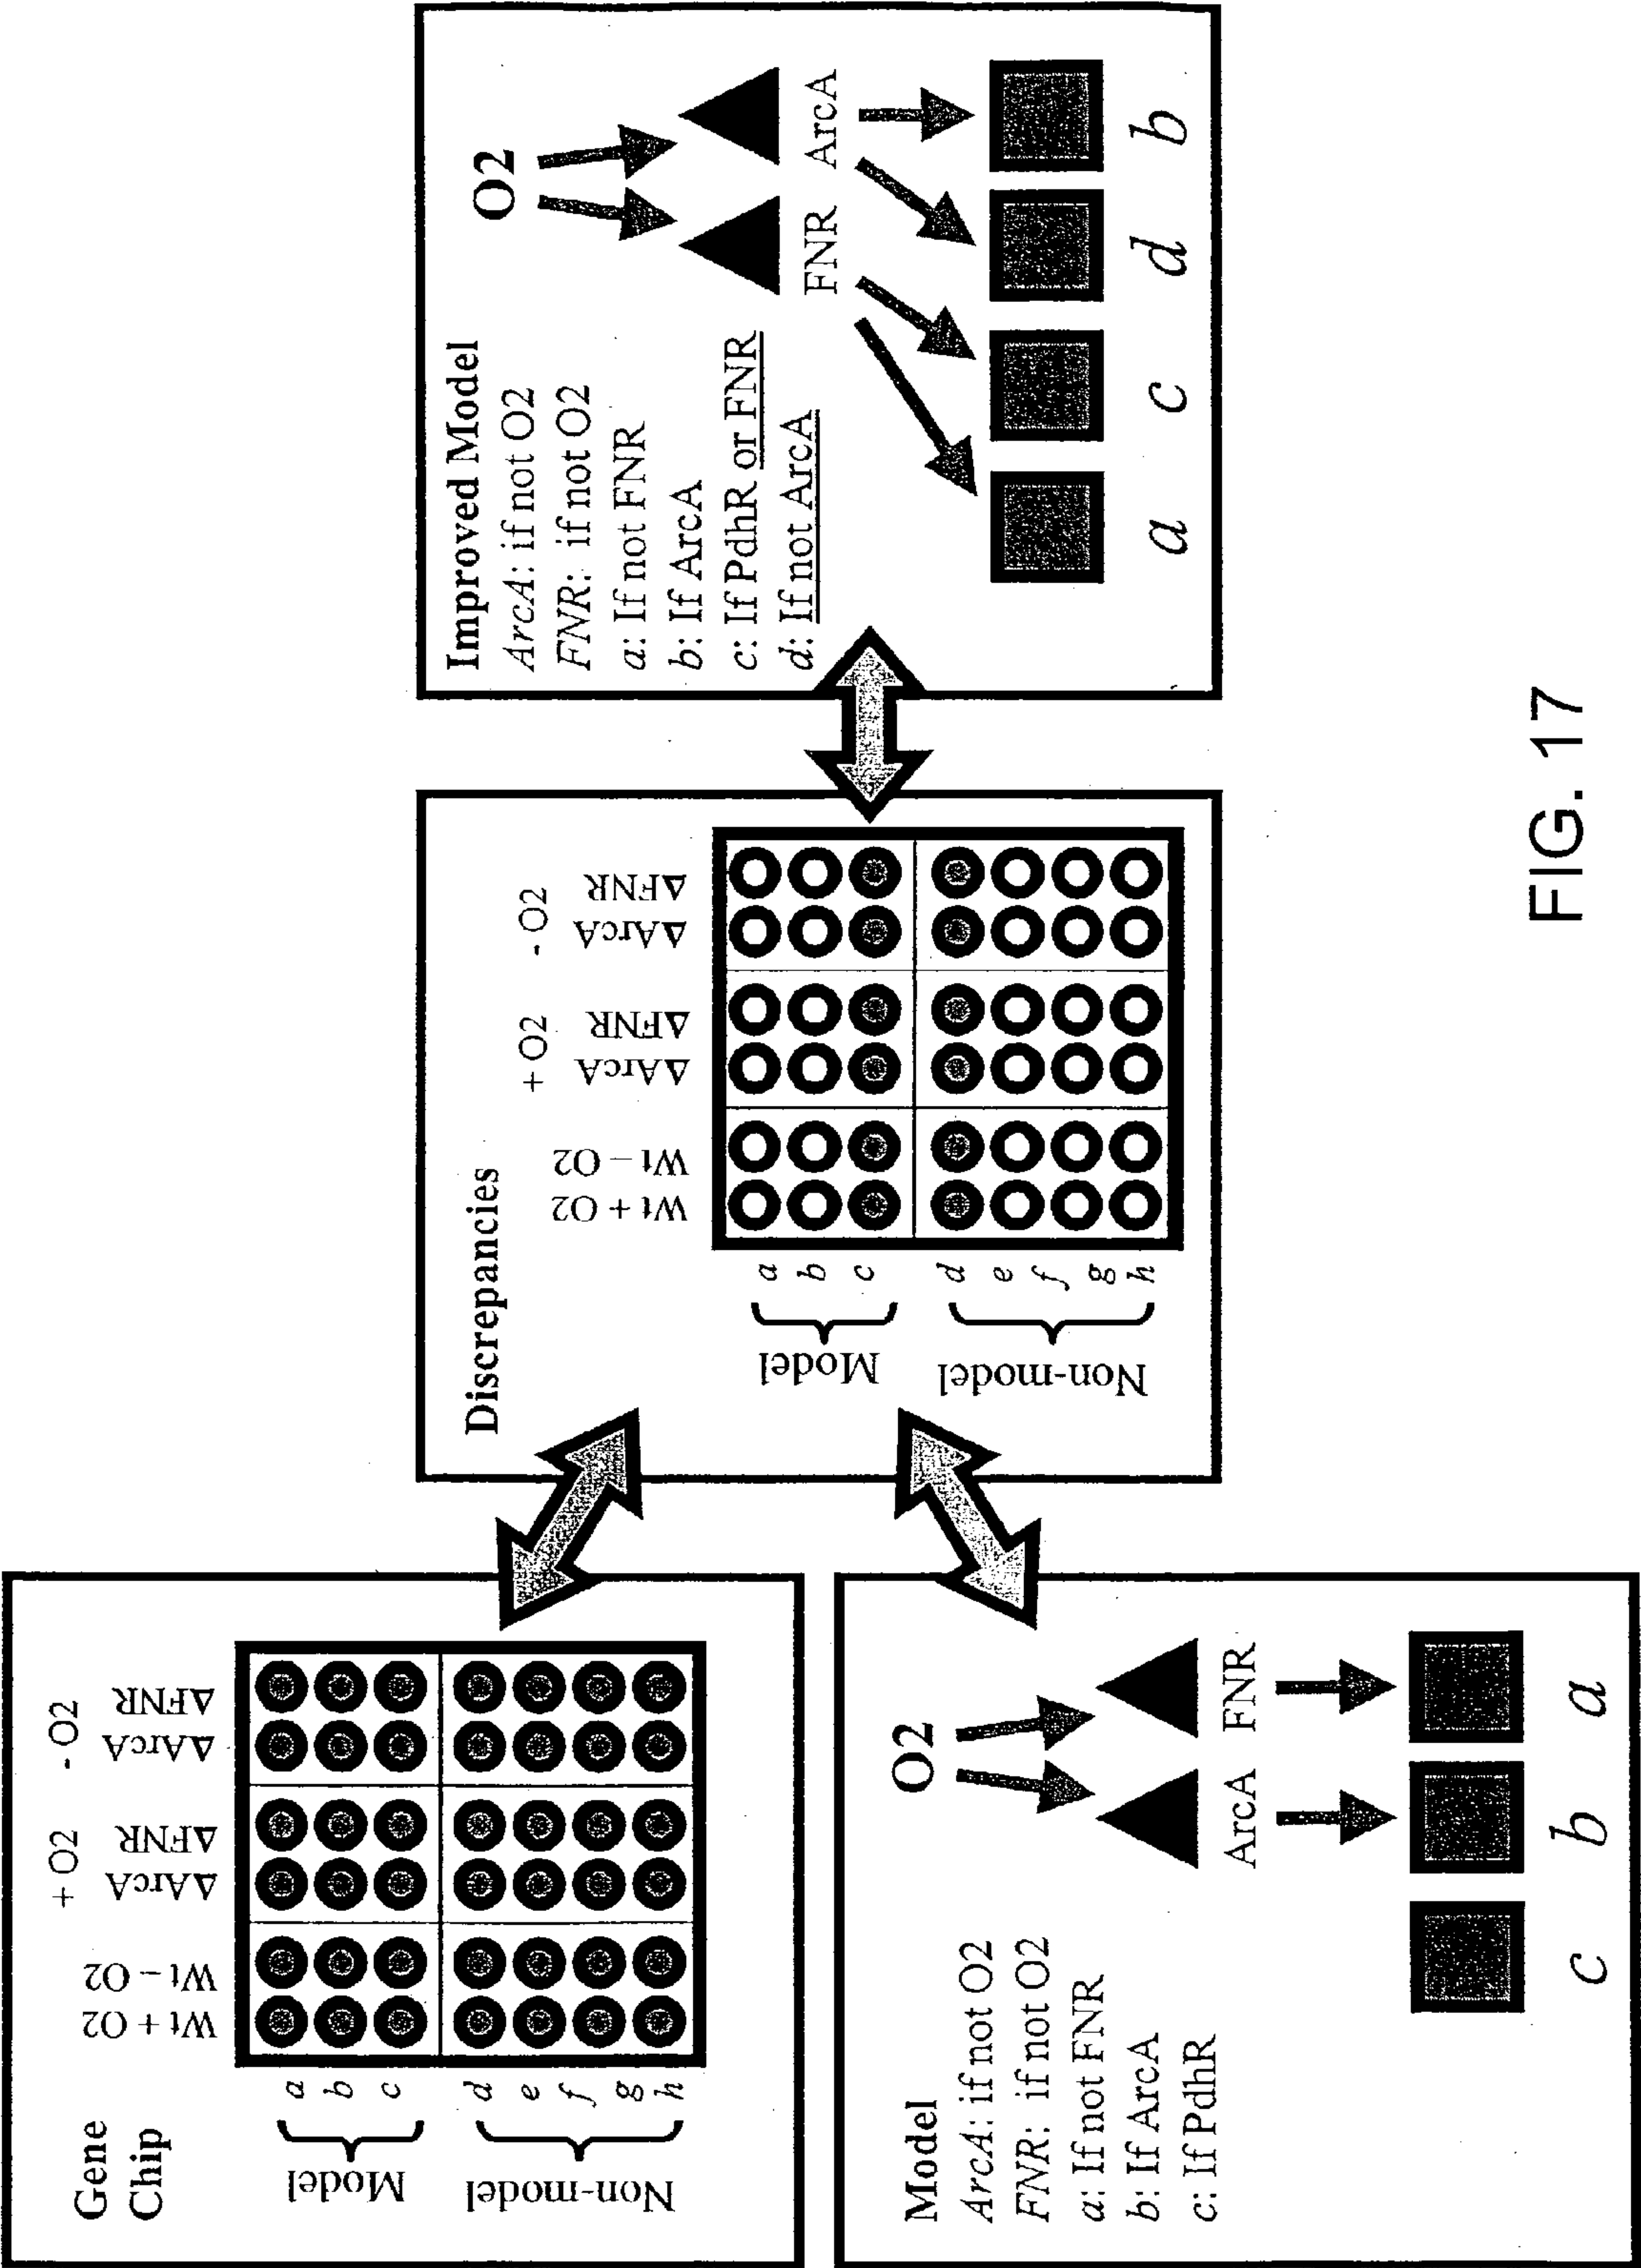 Gene
Chip
Wt + O2
Wt – O2
+ O2
ΔArcA
ΔFNR
- O2
ΔArcA
ΔFNR
Model
a
b
c
Non-model
d
e
f
g
h
Model
ArcA: if not O2
FNR: if not O2
a: If not FNR
b: If ArcA
c: If PdhR
O2
ArcA
FNR
c
b
a
Discrepancies
Wt + O2
Wt – O2
+ O2
ΔArcA
ΔFNR
- O2
ΔArcA
ΔFNR
Model
a
b
c
Non-model
d
e
f
g
h
Improved Model
ArcA: if not O2
FNR: if not O2
a: If not FNR
b: If ArcA
c: If PdhR or FNR
d: If not ArcA
O2
FNR
ArcA
a
c
d
b
FIG. 17